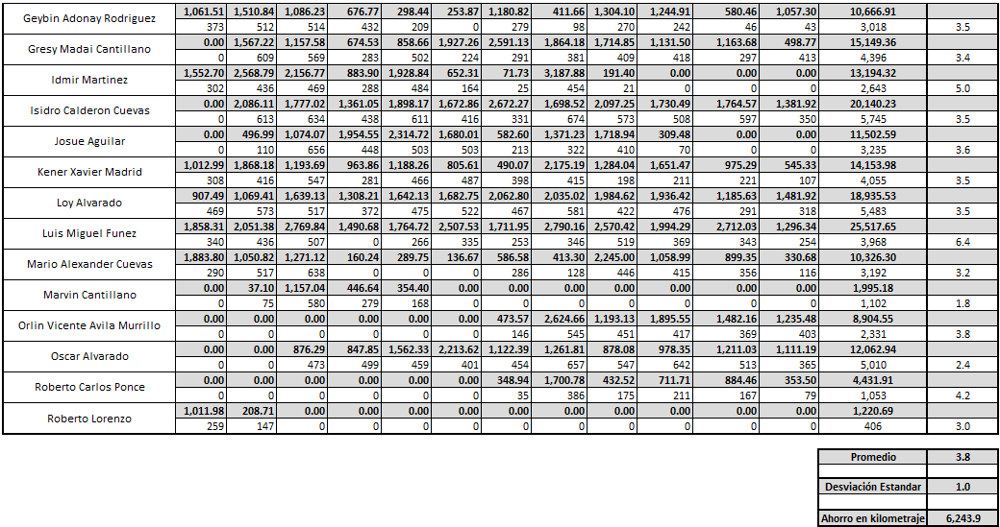 Geybin Adonay Rodriguez 1,061.51 1,510.84 1,086.23 676.77 298.44 253.87 1,180.82 411.66 1,304.10 1,244.91 580.46 1,057.30 10,666.91
373 512 514 432 209 0 279 98 270 242 46 43 3,018 3.5
Gresy Madai Cantillano 0.00 1,567.22 1,157.58 674.53 858.66 1,927.26 2,591.13 1,864.18 1,714.85 1,131.50 1,163.68 498.77 15,149.36
0 609 569 283 502 224 291 381 409 418 297 413 4,396 3.4
Idmir Martinez 1,552.70 2,568.79 2,156.77 883.90 1,928.84 652.31 71.73 3,187.88 191.40 0.00 0.00 0.00 13,194.32
302 436 469 288 484 164 25 454 21 0 0 0 2,643 5.0
Isidro Calderon Cuevas 0.00 2,086.11 1,777.02 1,361.05 1,898.17 1,672.86 2,672.27 1,698.52 2,097.25 1,730.49 1,764.57 1,381.92 20,140.23
0 613 634 438 611 416 331 674 573 508 597 350 5,745 3.5
Josue Aguilar 0.00 496.99 1,074.07 1,954.55 2,314.72 1,680.01 582.60 1,371.23 1,718.94 309.48 0.00 0.00 11,502.59
0 110 656 448 503 503 213 322 410 70 0 0 3,235 3.6
Kener Xavier Madrid 1,012.99 1,868.18 1,193.69 963.86 1,188.26 805.61 490.07 2,175.19 1,284.04 1,651.47 975.29 545.33 14,153.98
308 416 547 281 466 487 398 415 198 211 221 107 4,055 3.5
Loy Alvarado 907.49 1,069.41 1,639.13 1,308.21 1,642.13 1,682.75 2,062.80 2,035.02 1,984.62 1,936.42 1,185.63 1,481.92 18,935.53
469 573 517 372 475 522 467 581 422 476 291 318 5,483 3.5
Luis Miguel Funez 1,858.31 2,051.38 2,769.84 1,490.68 1,764.72 2,507.53 1,711.95 2,790.16 2,570.42 1,994.29 2,712.03 1,296.34 25,517.65
340 436 507 0 266 335 253 346 519 369 343 254 3,968 6.4
Mario Alexander Cuevas 1,883.80 1,050.82 1,271.12 160.24 289.75 136.67 586.58 413.30 2,245.00 1,058.99 899.35 330.68 10,326.30
290 517 638 0 0 0 286 128 446 415 356 116 3,192 3.2
Marvin Cantillano 0.00 37.10 1,157.04 446.64 354.40 0.00 0.00 0.00 0.00 0.00 0.00 0.00 1,995.18
0 75 580 279 168 0 0 0 0 0 0 0 1,102 1.8
Orlin Vicente Avila Murrillo 0.00 0.00 0.00 0.00 0.00 0.00 473.57 2,624.66 1,193.13 1,895.55 1,482.16 1,235.48 8,904.55
0 0 0 0 0 0 146 545 451 417 369 403 2,331 3.8
Oscar Alvarado 0.00 0.00 876.29 847.85 1,562.33 2,213.62 1,122.39 1,261.81 878.08 978.35 1,211.03 1,111.19 12,062.94
0 0 473 499 459 401 454 657 547 642 513 365 5,010 2.4
Roberto Carlos Ponce 0.00 0.00 0.00 0.00 0.00 0.00 348.94 1,700.78 432.52 711.71 884.46 353.50 4,431.91
0 0 0 0 0 0 35 386 175 211 167 79 1,053 4.2
Roberto Lorenzo 1,011.98 208.71 0.00 0.00 0.00 0.00 0.00 0.00 0.00 0.00 0.00 0.00 1,220.69
259 147 0 0 0 0 0 0 0 0 0 0 406 3.0
Promedio 3.8
Desviación Estandar 1.0
Ahorro en kilometraje 6,243.9